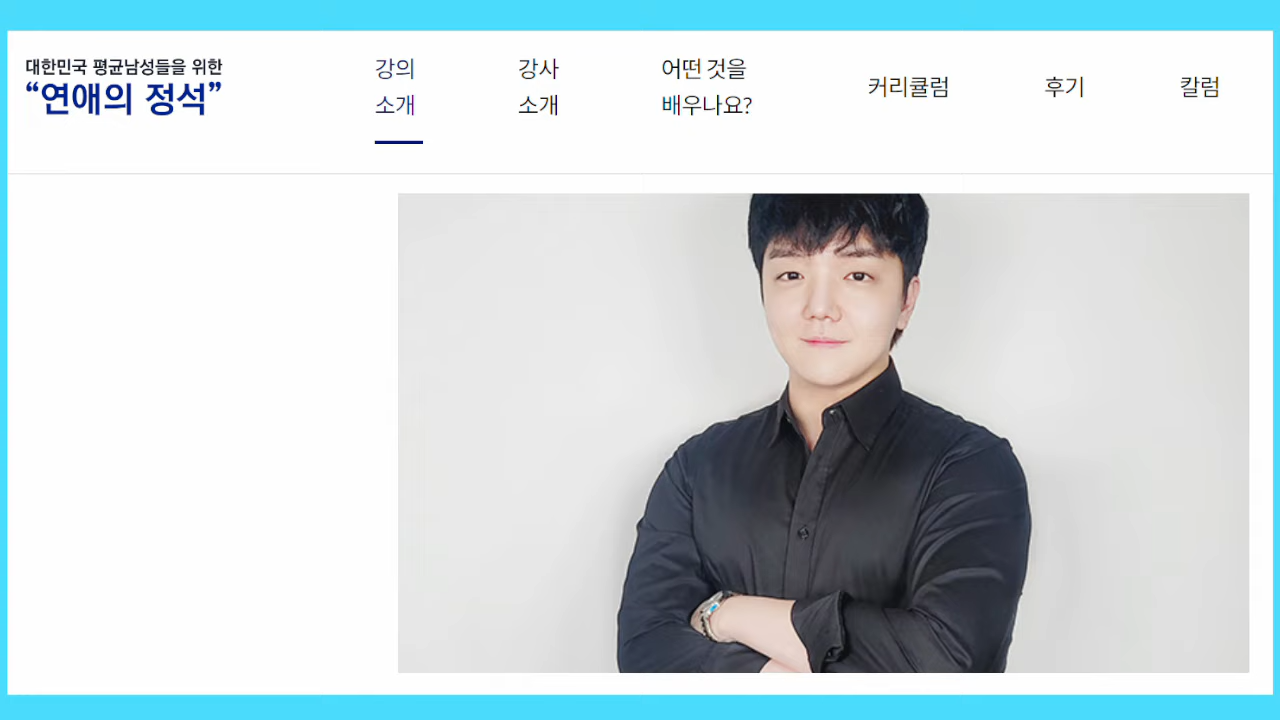 대한민국 평균남성들을 위한
“연애의 정석”
강의
소개
강사
소개
어떤 것을
배우나요?
커리큘럼
후기
칼럼